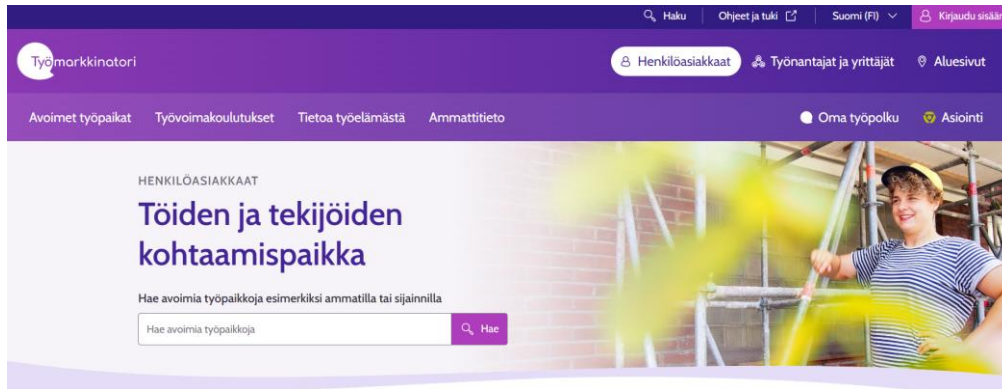 Haku Ohjeet ja tuki Suomi (FI) Kirjaudu sisään
Työmarkkinatori Henkilöasiakkaat Työnantajat ja yrittäjät Aluesivut
Avoimet työpaikat Työvoimakoulutukset Tietoa työelämästä Ammattitieto Oma työpolku Asiointi
HENKILÖASIAKKAAT
Töiden ja tekijöiden
kohtaamispaikka
Hae avoimia työpaikkoja esimerkiksi ammatilla tai sijainnilla
Hae avoimia työpaikkoja Hae